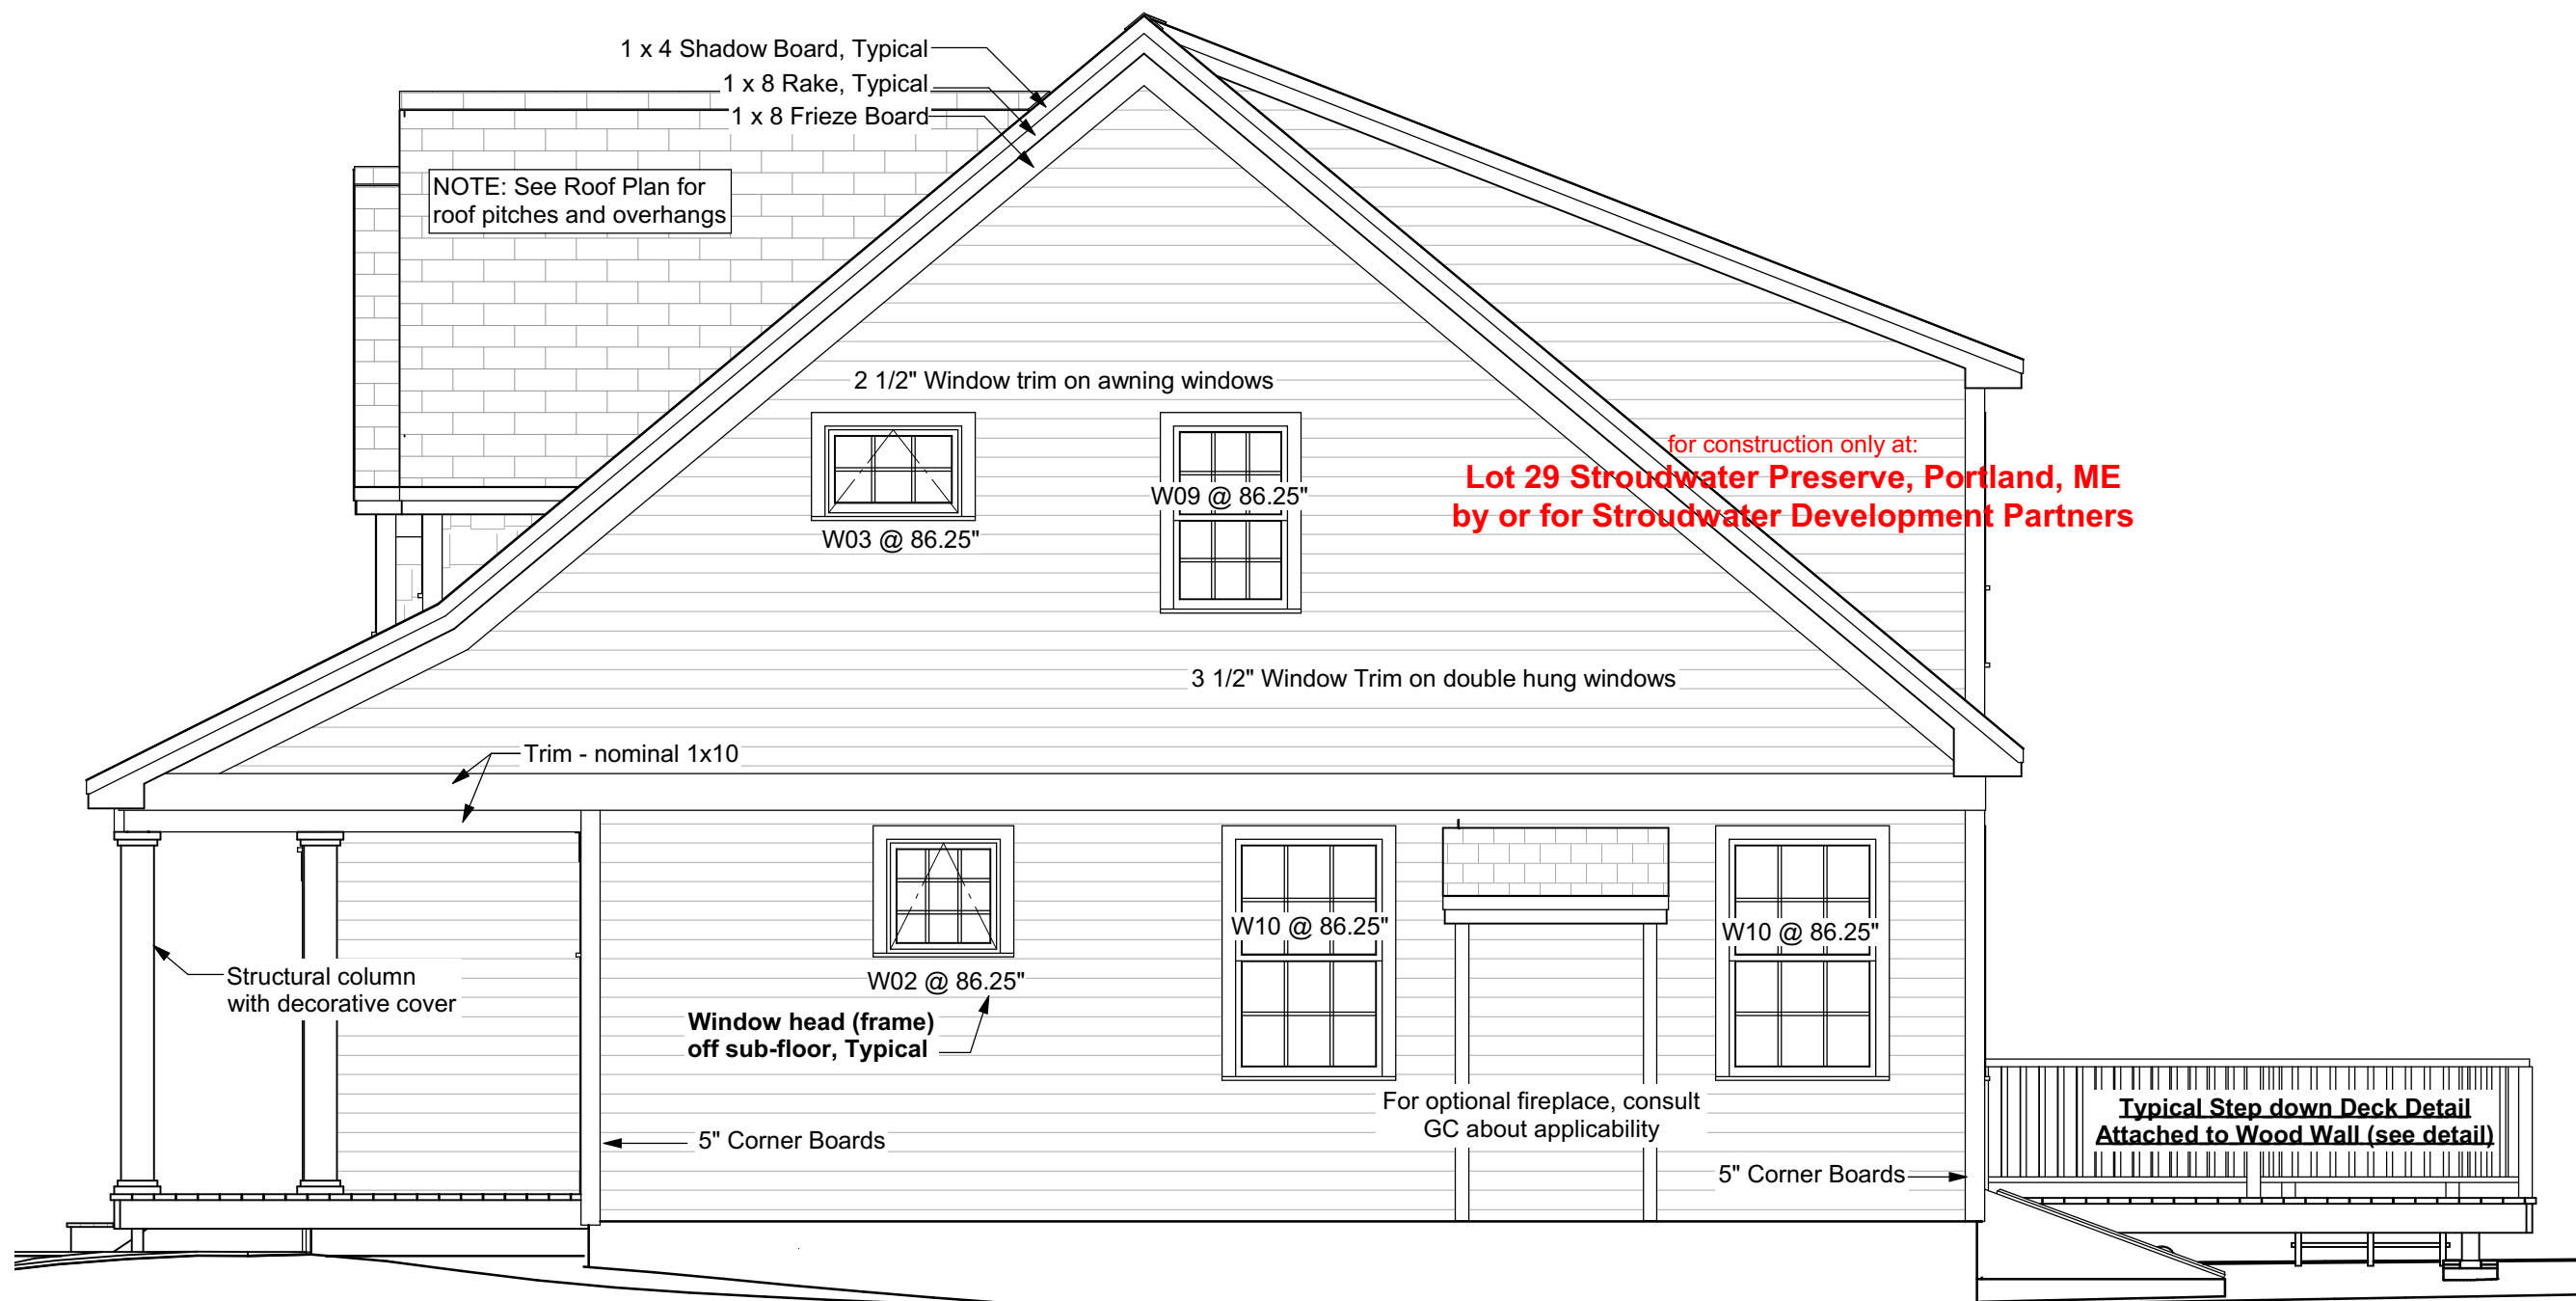 1 x 4 Shadow Board, Typical
1 x 8 Rake, Typical
1 x 8 Frieze Board
NOTE: See Roof Plan for
roof pitches and overhangs
2 1/2" Window trim on awning windows
for construction only at:
Lot 29 Stroudwater Preserve, Portland, ME
by or for Stroudwater Development Partners
W09 @ 86.25"
W03 @ 86.25"
3 1/2" Window Trim on double hung windows
Trim - nominal 1x10
W10 @ 86.25"
W10 @ 86.25"
Structural column
with decorative cover
W02 @ 86.25"
Window head (frame)
off sub-floor, Typical
For optional fireplace, consult
GC about applicability
Typical Step down Deck Detail
Attached to Wood Wall (see detail)
5" Corner Boards
5" Corner Boards